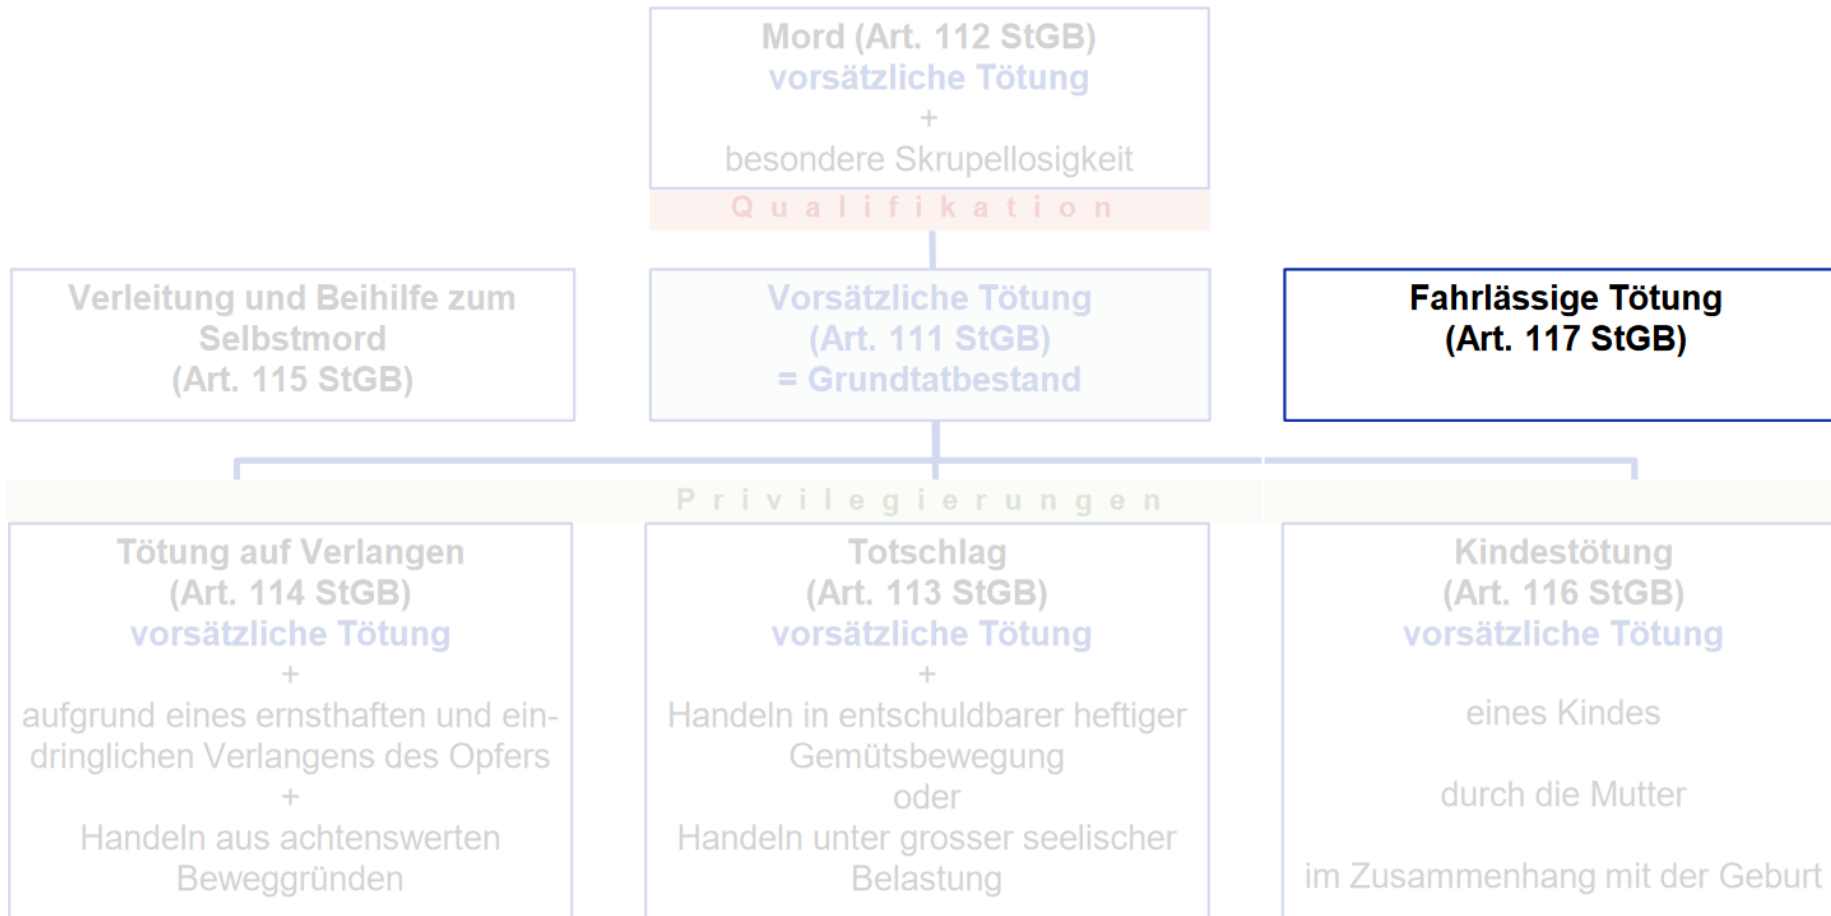 Mord (Art. 112 StGB)
vorsätzliche Tötung
+
besondere Skrupellosigkeit
Qualifikation
Verleitung und Beihilfe zum
Selbstmord
(Art. 115 StGB)
Vorsätzliche Tötung
(Art. 111 StGB)
= Grundtatbestand
Fahrlässige Tötung
(Art. 117 StGB)
Privilegierungen
Tötung auf Verlangen
(Art. 114 StGB)
vorsätzliche Tötung
+
aufgrund eines ernsthaften und ein-
dringlichen Verlangens des Opfers
+
Handeln aus achtenswerten
Beweggründen
Totschlag
(Art. 113 StGB)
vorsätzliche Tötung
+
Handeln in entschuldbarer heftiger
Gemütsbewegung
oder
Handeln unter grosser seelischer
Belastung
Kindestötung
(Art. 116 StGB)
vorsätzliche Tötung
eines Kindes
durch die Mutter
im Zusammenhang mit der Geburt